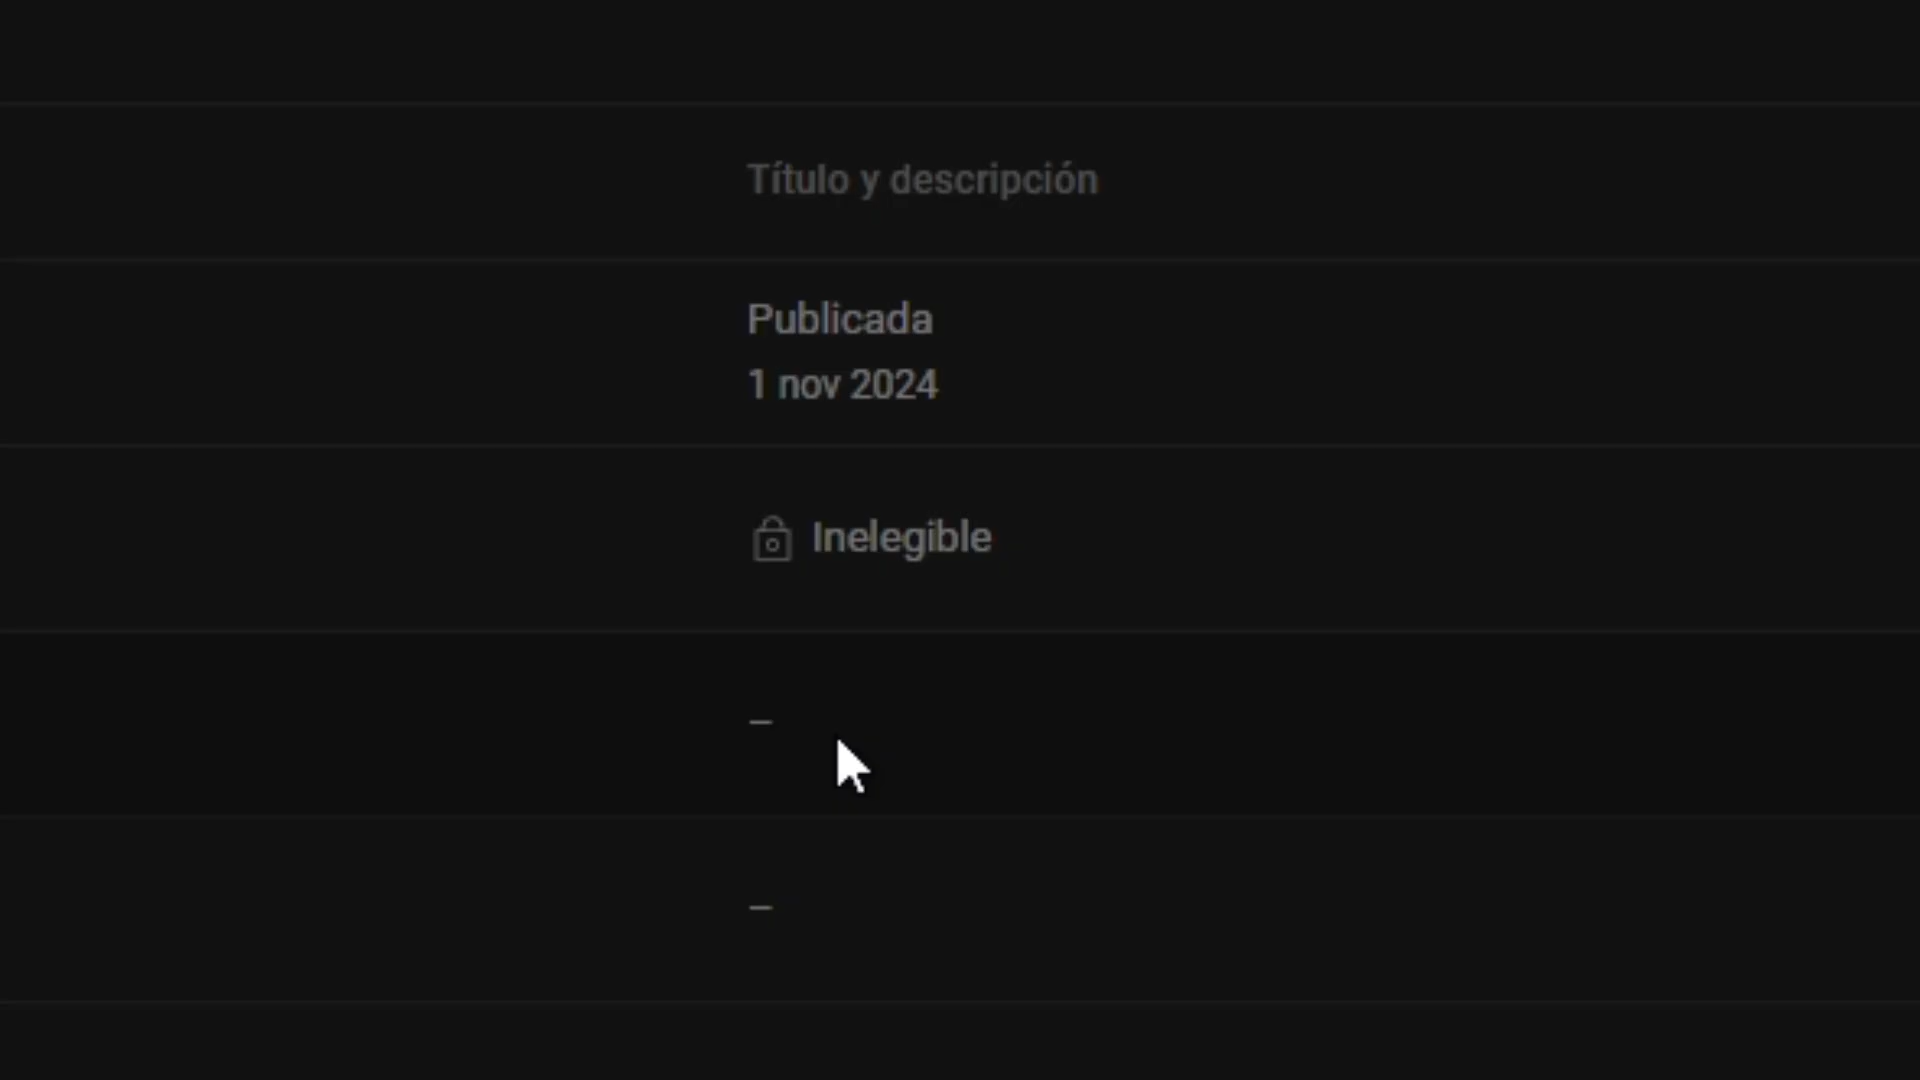 Título y descripción
Publicada
1 nov 2024
Inelegible
–
–